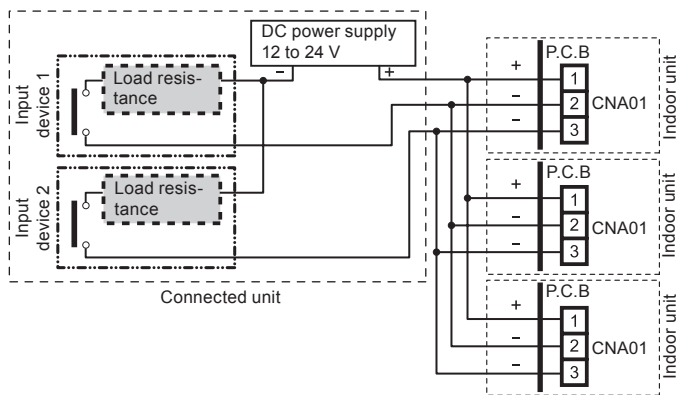 DC power supply
12 to 24 V
− +
Input
device 1
Load resis-
tance
Input
device 2
Load resis-
tance
Connected unit
P.C.B
+ 1
− 2
− 3
CNA01
Indoor unit
P.C.B
+ 1
− 2
− 3
CNA01
Indoor unit
P.C.B
+ 1
− 2
− 3
CNA01
Indoor unit